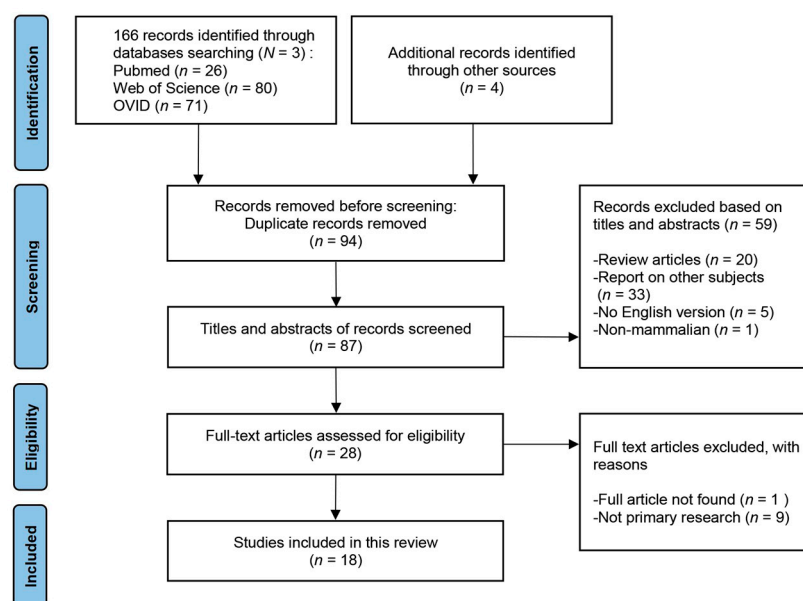 Identification
166 records identified through
databases searching (N = 3) :
Pubmed (n = 26)
Web of Science (n = 80)
OVID (n = 71)
Additional records identified
through other sources
(n = 4)
Screening
Records removed before screening:
Duplicate records removed
(n = 94)
Records excluded based on
titles and abstracts (n = 59)
-Review articles (n = 20)
-Report on other subjects
(n = 33)
-No English version (n = 5)
-Non-mammalian (n = 1)
Titles and abstracts of records screened
(n = 87)
Eligibility
Full-text articles assessed for eligibility
(n = 28)
Full text articles excluded, with
reasons
-Full article not found (n = 1 )
-Not primary research (n = 9)
Included
Studies included in this review
(n = 18)